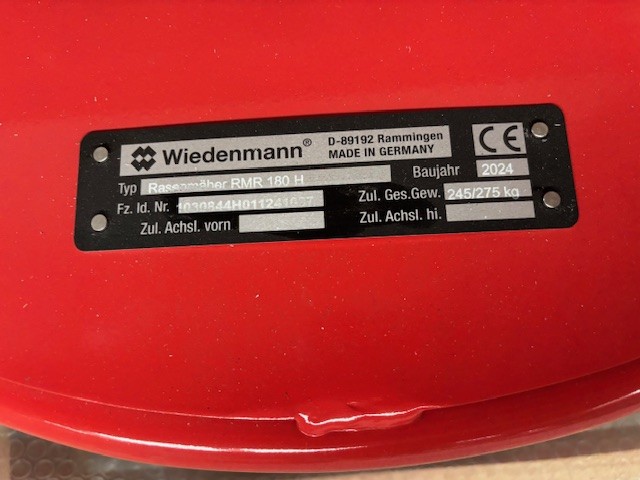 Wiedenmann® D-89192 Rammingen
MADE IN GERMANY CE
Typ RMR 180 H Baujahr 2024
Fz. Id. Nr. Zul. Ges.Gew. 245/275 kg
Zul. Achsl. vorn Zul. Achsl. hi.